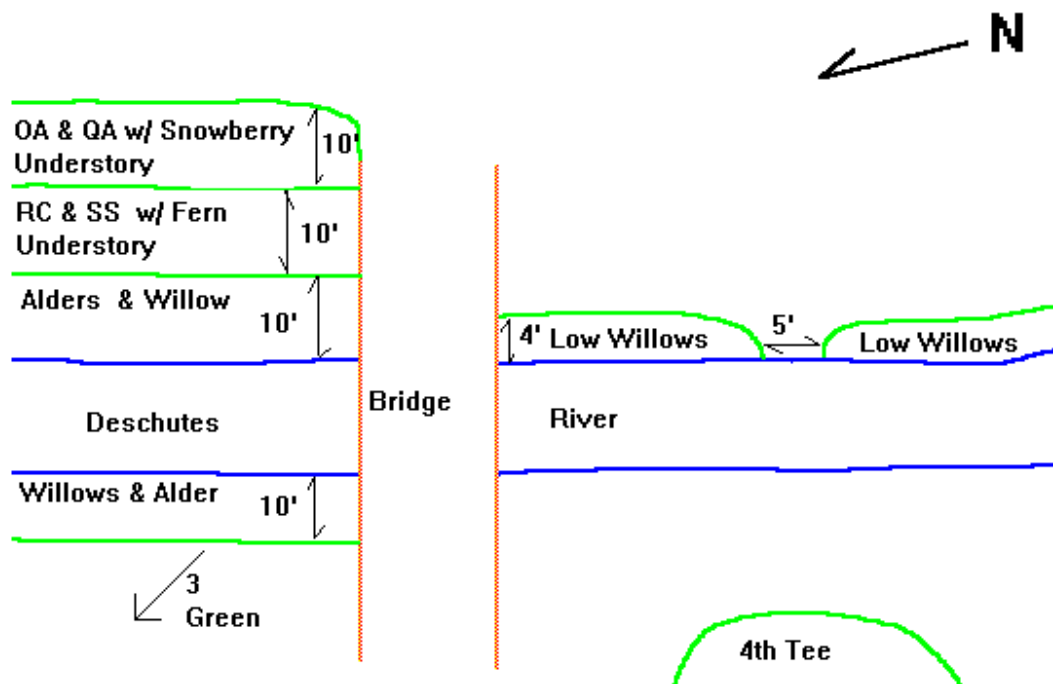 N
OA & QA w/ Snowberry
Understory
10'
RC & SS w/ Fern
Understory
10'
Alders & Willow
10'
4' Low Willows
5'
Low Willows
Deschutes
Bridge
River
Willows & Alder
10'
3
Green
4th Tee